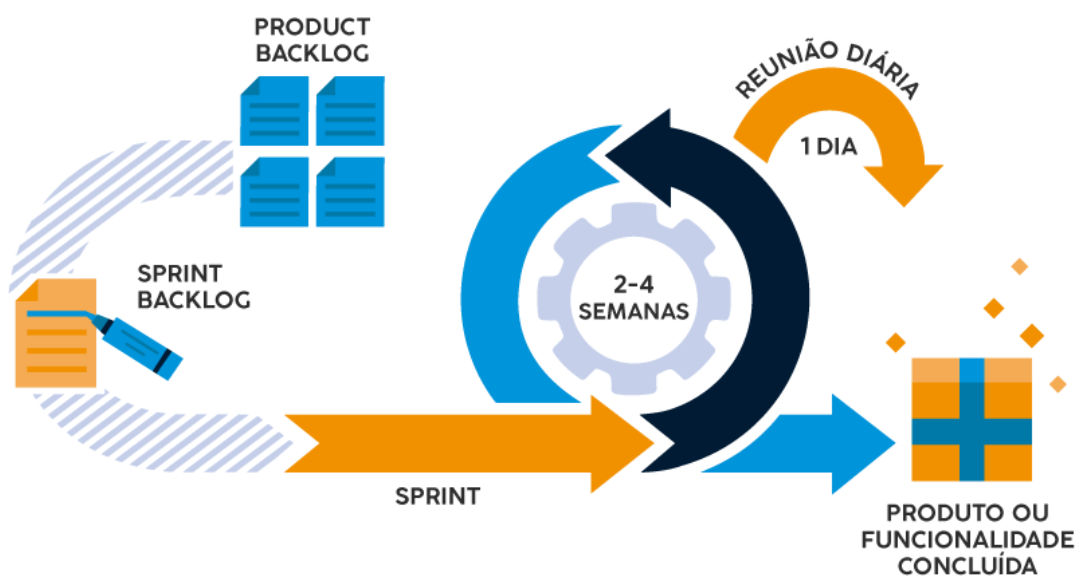 PRODUCT
BACKLOG
REUNIÃO DIÁRIA
1 DIA
SPRINT
BACKLOG
2-4
SEMANAS
SPRINT
PRODUTO OU
FUNCIONALIDADE
CONCLUÍDA